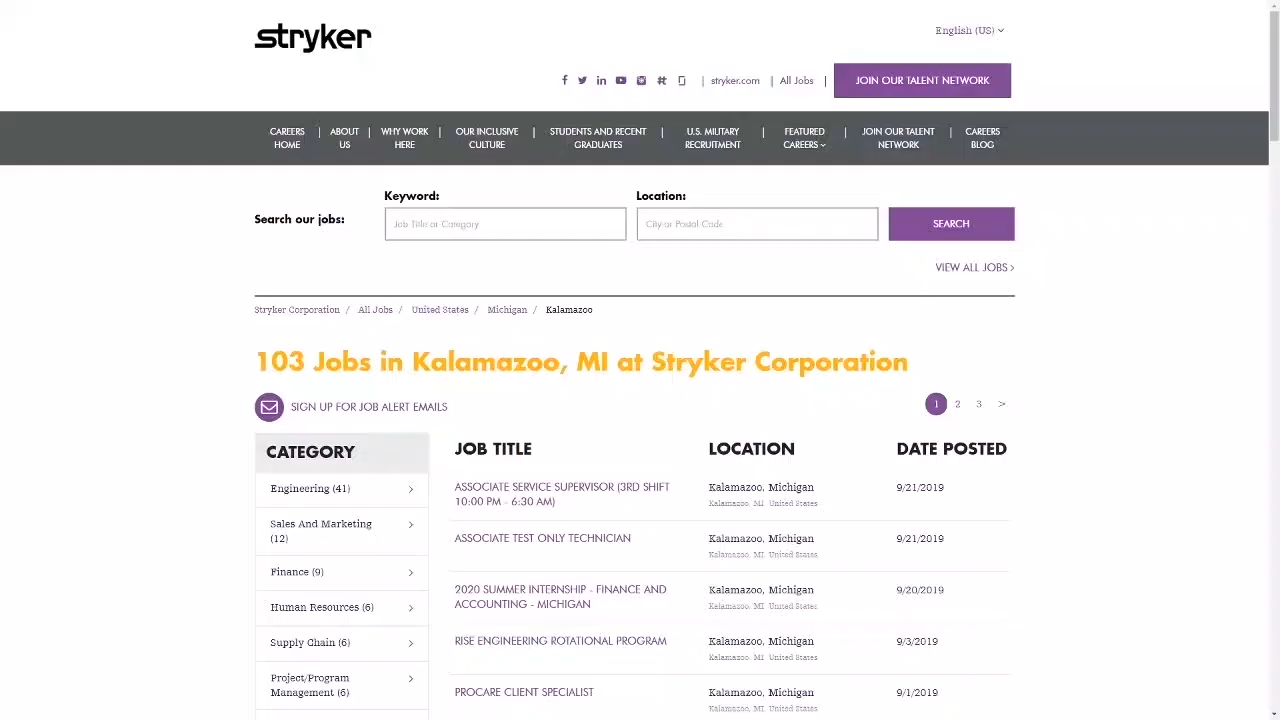 stryker
English (US)
| stryker.com | All Jobs |
JOIN OUR TALENT NETWORK
CAREERS HOME | ABOUT US | WHY WORK HERE | OUR INCLUSIVE CULTURE | STUDENTS AND RECENT GRADUATES | U.S. MILITARY RECRUITMENT | FEATURED CAREERS | JOIN OUR TALENT NETWORK | CAREERS BLOG
Search our jobs:
Keyword:
Job Title or Category
Location:
City or Postal Code
SEARCH
VIEW ALL JOBS >
Stryker Corporation / All Jobs / United States / Michigan / Kalamazoo
103 Jobs in Kalamazoo, MI at Stryker Corporation
SIGN UP FOR JOB ALERT EMAILS
1 2 3 >
CATEGORY
Engineering (41)
Sales And Marketing
(12)
Finance (9)
Human Resources (6)
Supply Chain (6)
Project/Program
Management (6)
JOB TITLE LOCATION DATE POSTED
ASSOCIATE SERVICE SUPERVISOR (3RD SHIFT
10:00 PM - 6:30 AM)
Kalamazoo, Michigan
Kalamazoo, MI United States
9/21/2019
ASSOCIATE TEST ONLY TECHNICIAN
Kalamazoo, Michigan
Kalamazoo, MI United States
9/21/2019
2020 SUMMER INTERNSHIP - FINANCE AND
ACCOUNTING - MICHIGAN
Kalamazoo, Michigan
Kalamazoo, MI United States
9/20/2019
RISE ENGINEERING ROTATIONAL PROGRAM
Kalamazoo, Michigan
Kalamazoo, MI United States
9/3/2019
PROCARE CLIENT SPECIALIST
Kalamazoo, Michigan
Kalamazoo, MI United States
9/1/2019